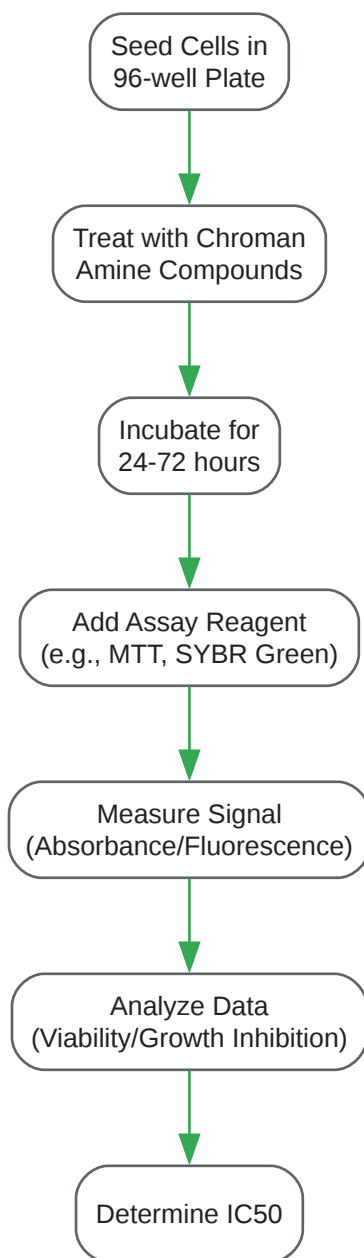 Seed Cells in
96-well Plate
Treat with Chroman
Amine Compounds
Incubate for
24-72 hours
Add Assay Reagent
(e.g., MTT, SYBR Green)
Measure Signal
(Absorbance/Fluorescence)
Analyze Data
(Viability/Growth Inhibition)
Determine IC50